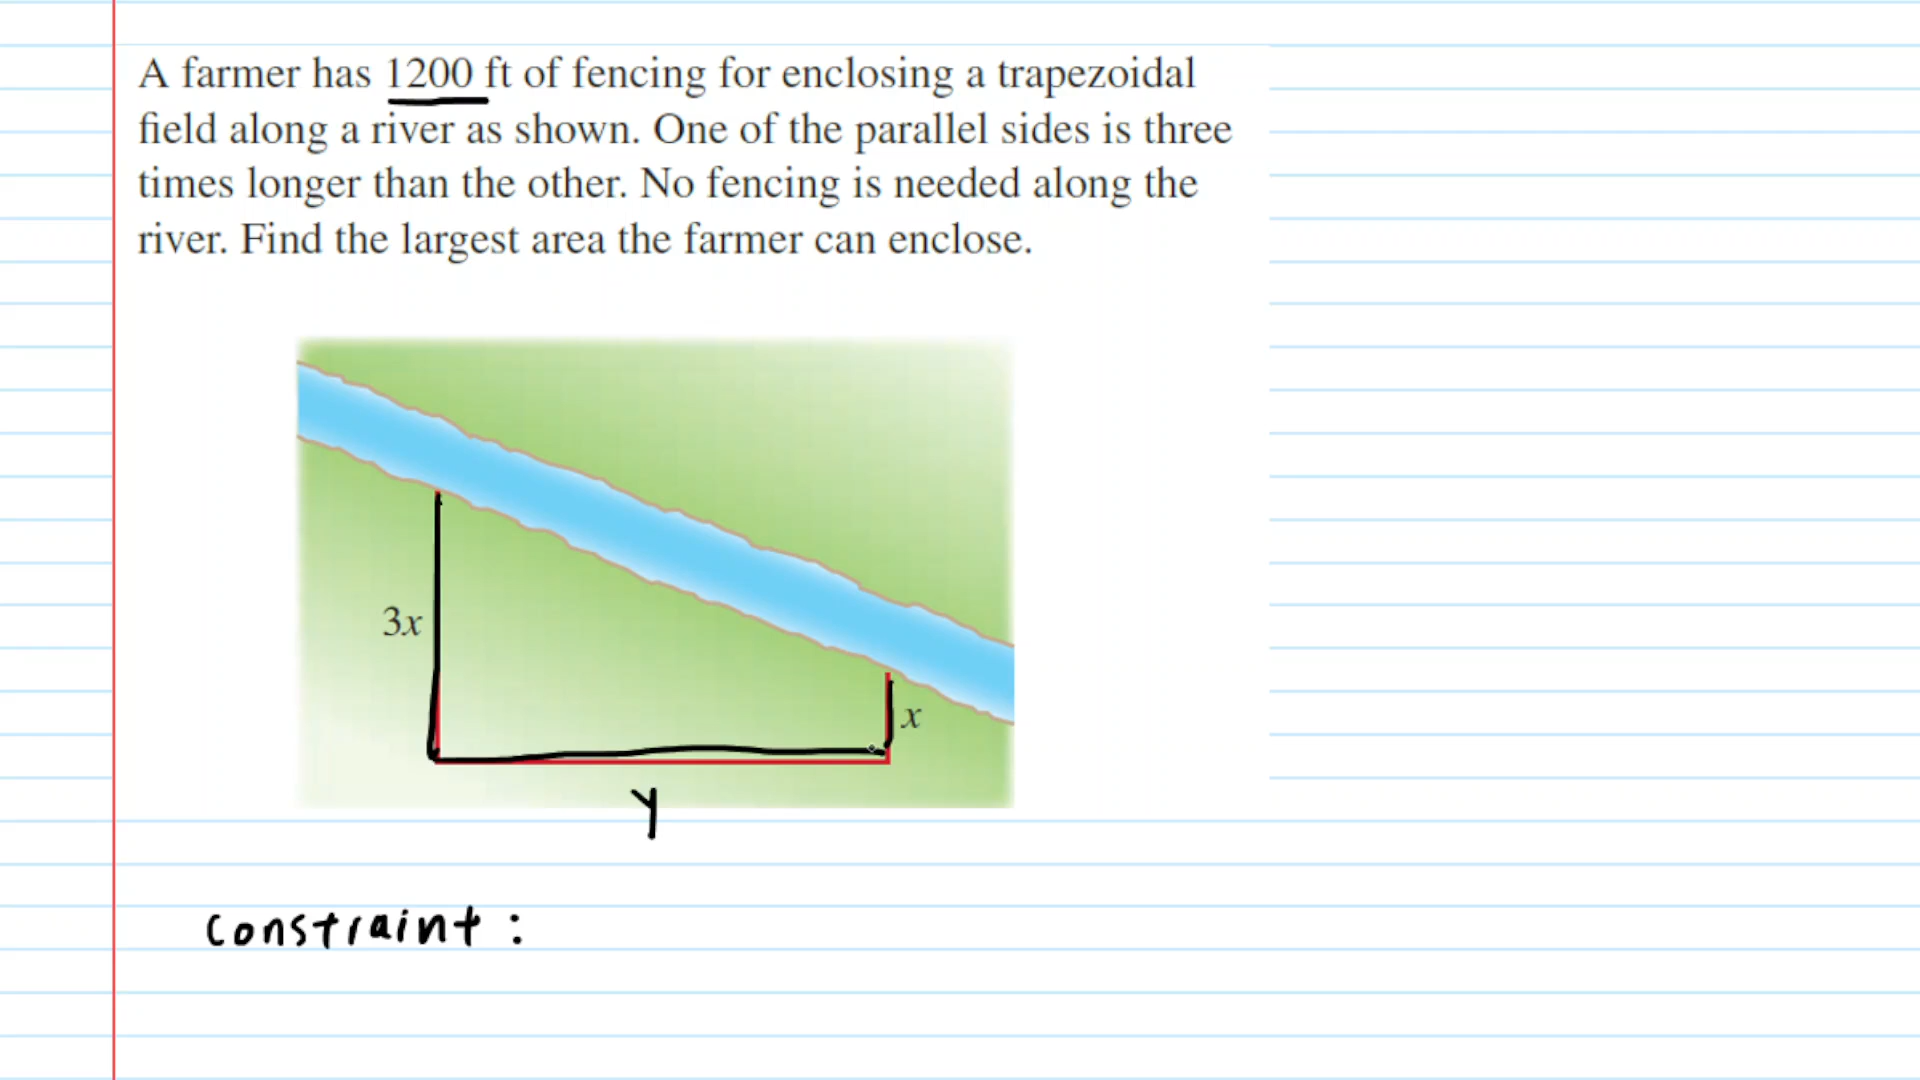 A farmer has 1200 ft of fencing for enclosing a trapezoidal
field along a river as shown. One of the parallel sides is three
times longer than the other. No fencing is needed along the
river. Find the largest area the farmer can enclose.
3x
x
y
constraint :